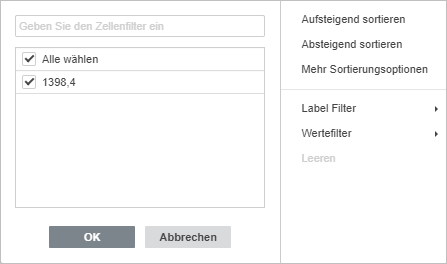 Geben Sie den Zellenfilter ein
Alle wählen
1398,4
OK
Abbrechen
Aufsteigend sortieren
Absteigend sortieren
Mehr Sortierungsoptionen
Label Filter
Wertefilter
Leeren